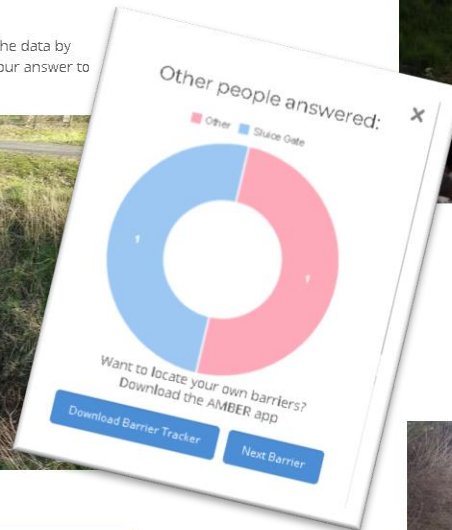 he data by
our answer to
Other people answered:
Other Sluice Gate
1
1
Want to locate your own barriers?
Download the AMBER app
Download Barrier Tracker
Next Barrier